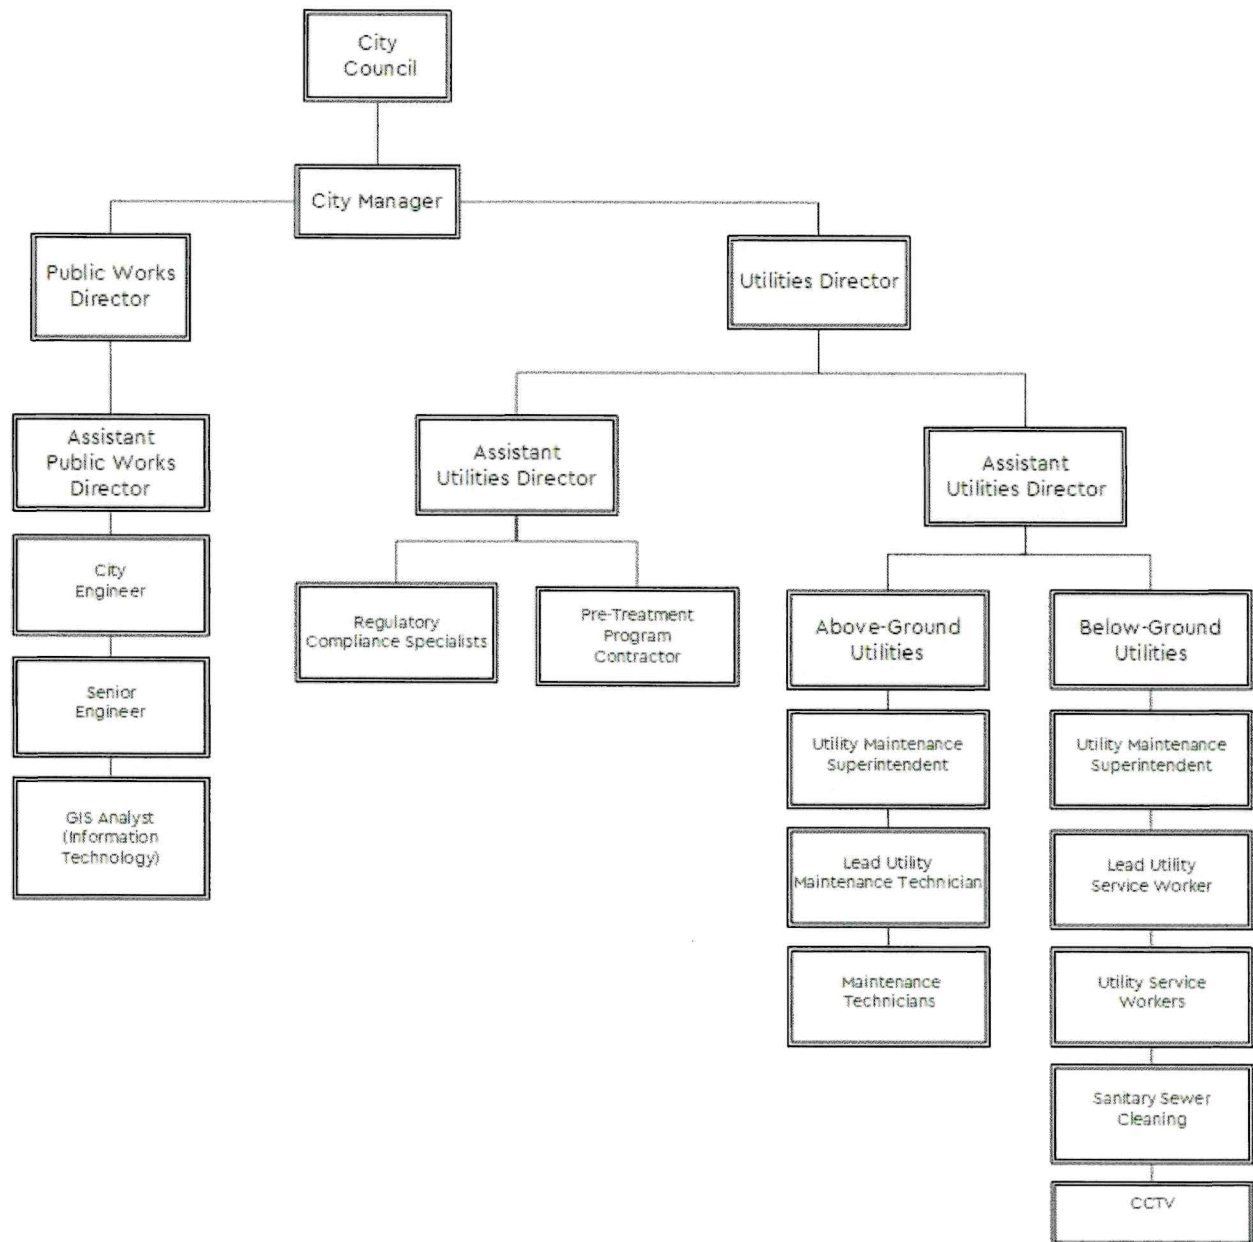 City
Council
City Manager
Public Works
Director
Utilities Director
Assistant
Public Works
Director
Assistant
Utilities Director
Assistant
Utilities Director
City
Engineer
Regulatory
Compliance Specialists
Pre-Treatment
Program
Contractor
Above-Ground
Utilities
Below-Ground
Utilities
Senior
Engineer
Utility Maintenance
Superintendent
Utility Maintenance
Superintendent
GIS Analyst
(Information
Technology)
Lead Utility
Maintenance Technician
Lead Utility
Service Worker
Maintenance
Technicians
Utility Service
Workers
Sanitary Sewer
Cleaning
CCTV